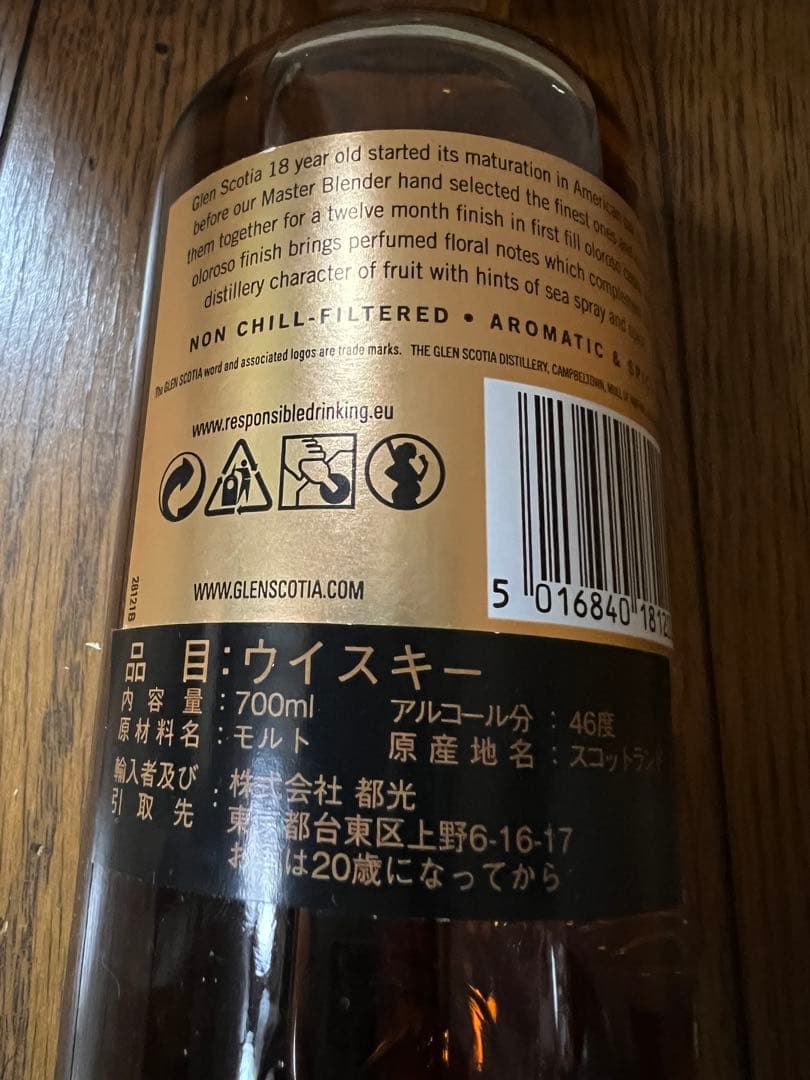 Glen Scotia 18 year old started its maturation in American oak
before our Master Blender hand selected the finest ones and
them together for a twelve month finish in first fill oloroso
oloroso finish brings perfumed floral notes which
distillery character of fruit with hints of sea spray and
NON CHILL-FILTERED • AROMATIC &
The GLEN SCOTIA word and associated logos are trade marks. THE GLEN SCOTIA DISTILLERY, CAMPBELTOWN, MULL OF
www.responsibledrinking.eu
WWW.GLENSCOTIA.COM
28121B
5 016840 1812
品目:ウイスキー
内容量:700ml アルコール分:46度
原材料名:モルト 原産地名:スコットランド
輸入者及び引取先:株式会社 都光
東 都台東区上野6-16-17
お は20歳になってから